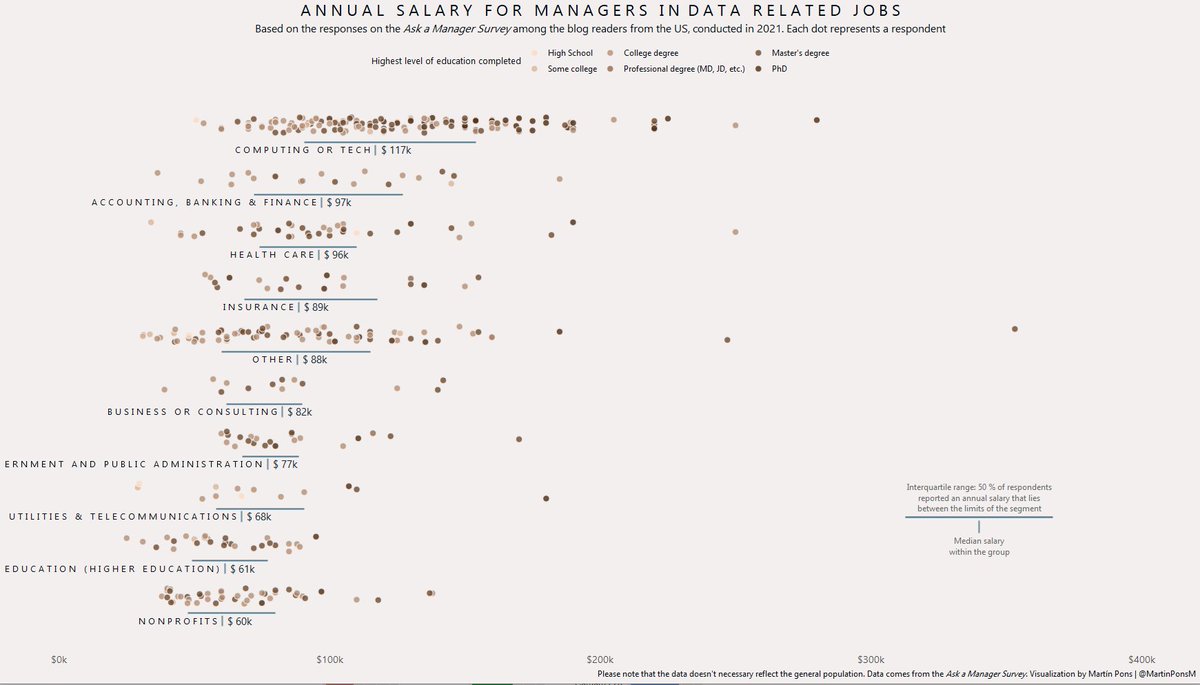 ANNUAL SALARY FOR MANAGERS IN DATA RELATED JOBS
Based on the responses on the Ask a Manager Survey among the blog readers from the US, conducted in 2021. Each dot represents a respondent
Highest level of education completed
High School
College degree
Master's degree
Some college
Professional degree (MD, JD, etc.)
PhD
COMPUTING OR TECH | $ 117k
ACCOUNTING, BANKING & FINANCE | $ 97k
HEALTH CARE | $ 96k
INSURANCE | $ 89k
OTHER | $ 88k
BUSINESS OR CONSULTING | $ 82k
ERNMENT AND PUBLIC ADMINISTRATION | $ 77k
UTILITIES & TELECOMMUNICATIONS | $ 68k
EDUCATION (HIGHER EDUCATION) | $ 61k
NONPROFITS | $ 60k
Interquartile range: 50 % of respondents
reported an annual salary that lies
between the limits of the segment
Median salary
within the group
$0k
$100k
$200k
$300k
$400k
Please note that the data doesn't necessary reflect the general population. Data comes from the Ask a Manager Survey. Visualization by Martín Pons | @MartinPonsM